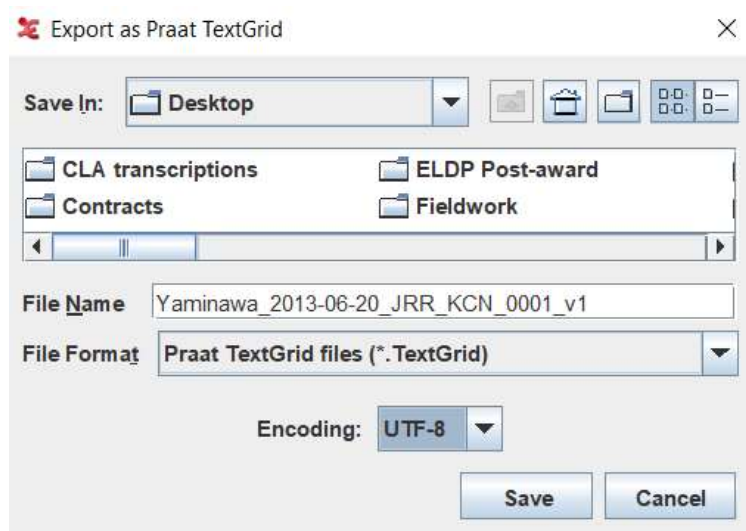 Export as Praat TextGrid
Save In: Desktop
CLA transcriptions ELDP Post-award
Contracts Fieldwork
File Name Yaminawa_2013-06-20_JRR_KCN_0001_v1
File Format Praat TextGrid files (*.TextGrid)
Encoding: UTF-8
Save Cancel